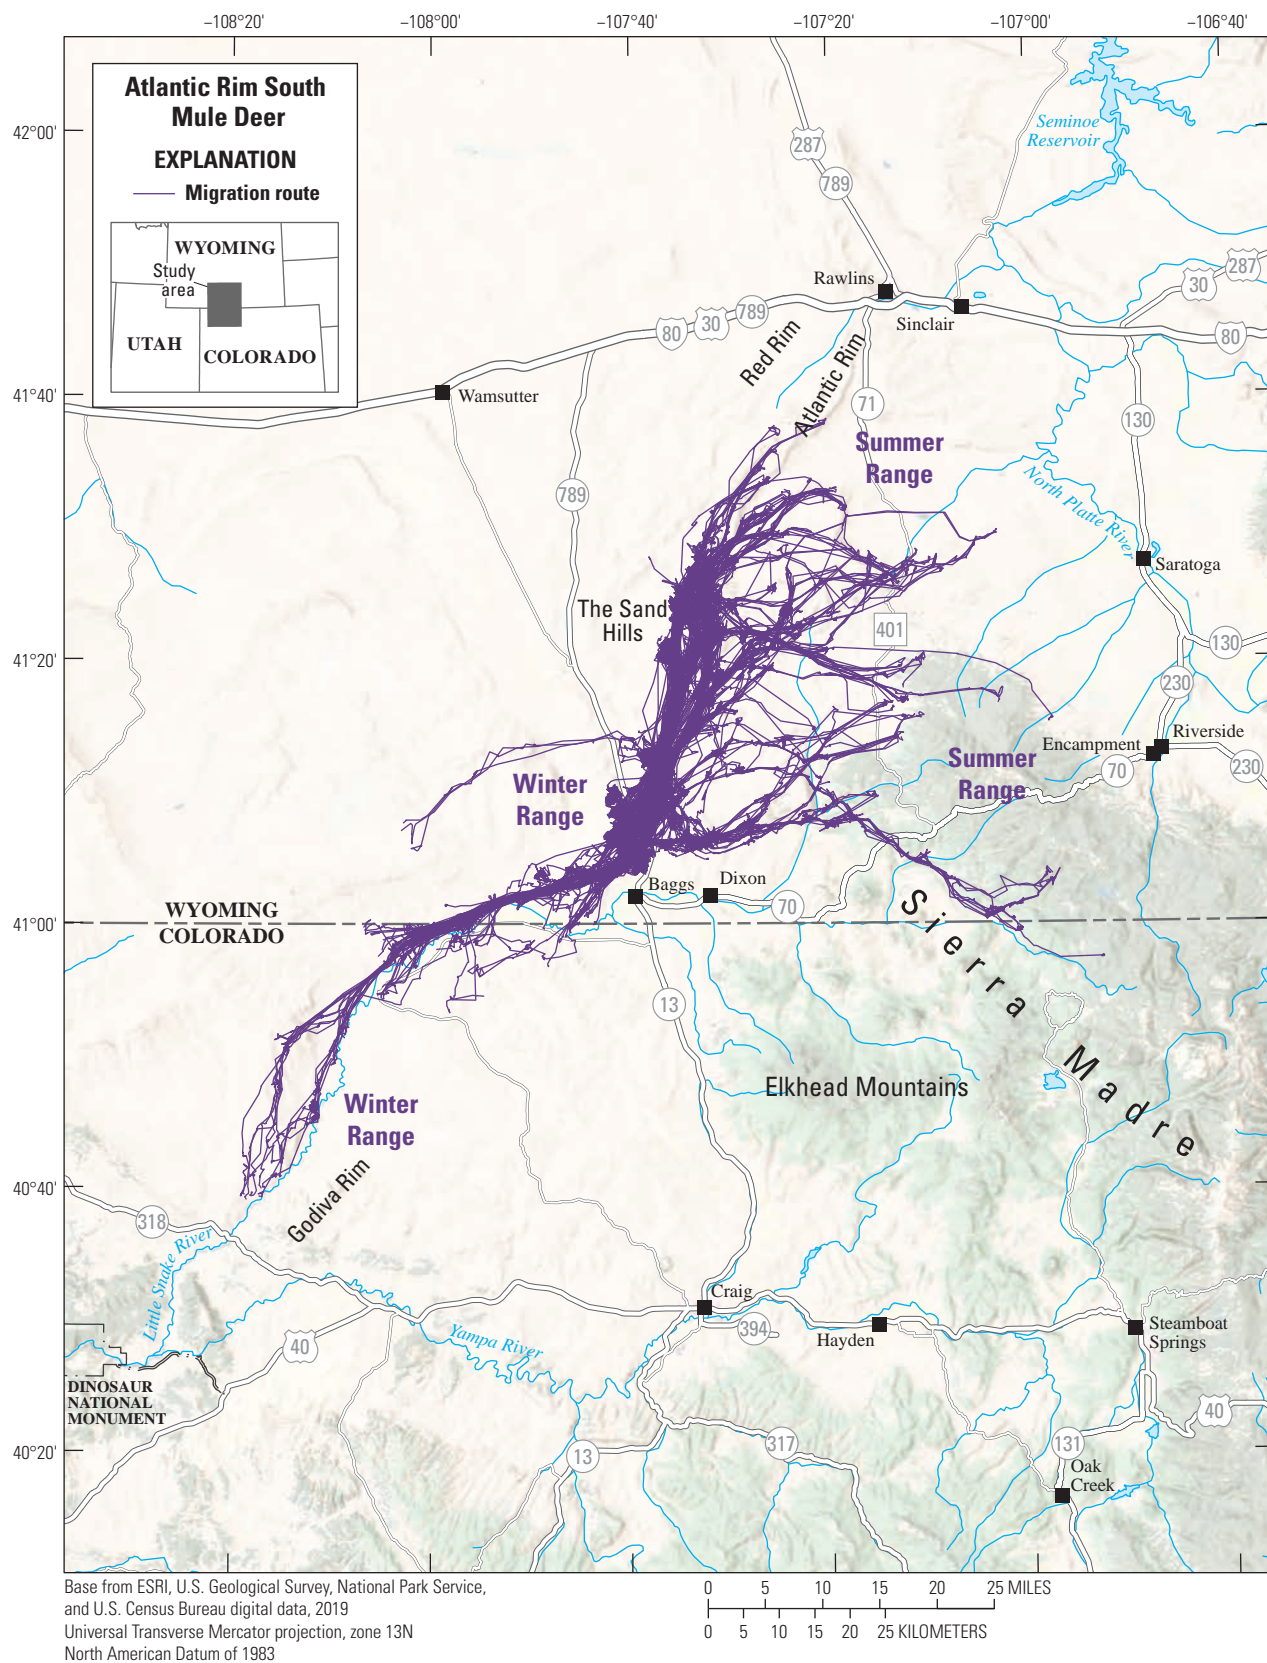 −108°20'
−108°00'
−107°40'
−107°20'
−107°00'
−106°40'
42°00'
41°40'
41°20'
41°00'
40°40'
40°20'
Atlantic Rim South
Mule Deer
EXPLANATION
Migration route
WYOMING
Study
area
UTAH
COLORADO
Seminoe
Reservoir
287
789
Rawlins
Sinclair
287
30
789
30
80
80
Red Rim
Atlantic Rim
Wamsutter
71
130
Summer
Range
789
North Platte River
Saratoga
The Sand
Hills
401
130
230
Riverside
Encampment
70
230
Summer
Range
Winter
Range
Baggs
Dixon
70
WYOMING
COLORADO
Sierra Madre
13
Elkhead Mountains
Winter
Range
Godiva Rim
318
Little Snake River
Craig
394
Hayden
Steamboat
Springs
40
Yampa River
DINOSAUR
NATIONAL
MONUMENT
40
13
317
131
Oak
Creek
Base from ESRI, U.S. Geological Survey, National Park Service,
and U.S. Census Bureau digital data, 2019
Universal Transverse Mercator projection, zone 13N
North American Datum of 1983
0 5 10 15 20 25 MILES
0 5 10 15 20 25 KILOMETERS